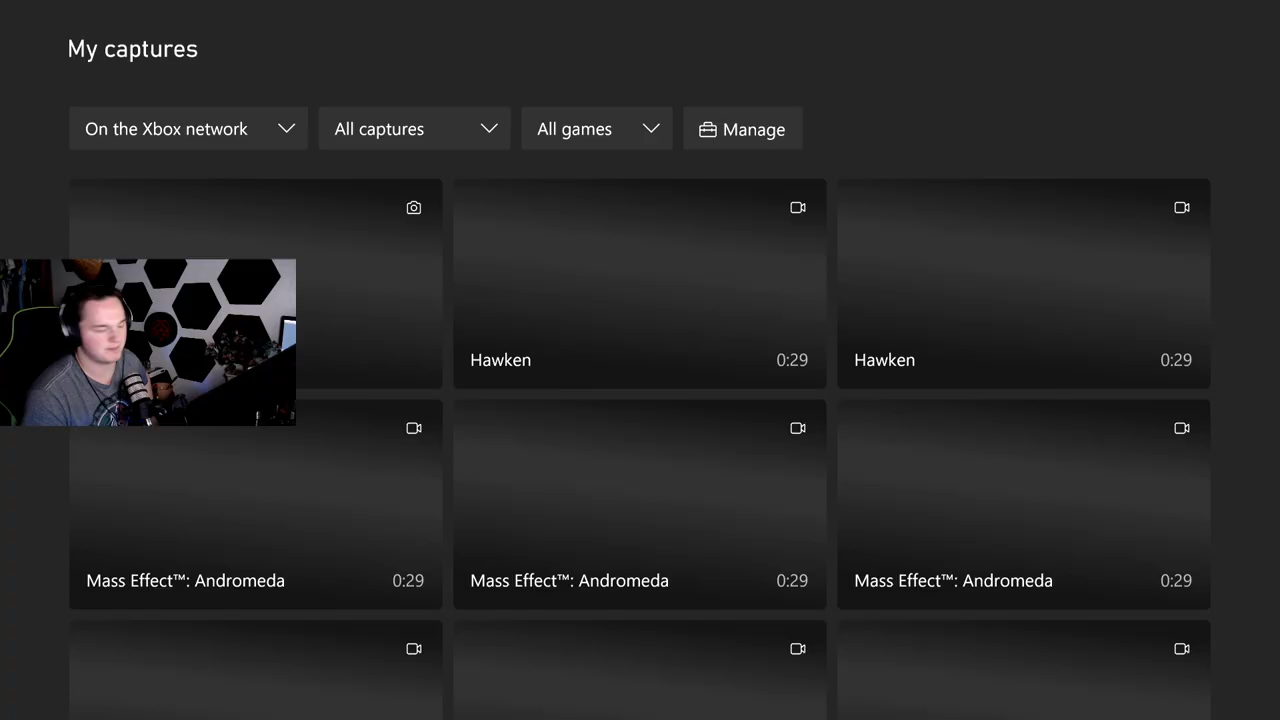 My captures
On the Xbox network
All captures
All games
Manage
Hawken
0:29
Hawken
0:29
Mass Effect™: Andromeda
0:29
Mass Effect™: Andromeda
0:29
Mass Effect™: Andromeda
0:29